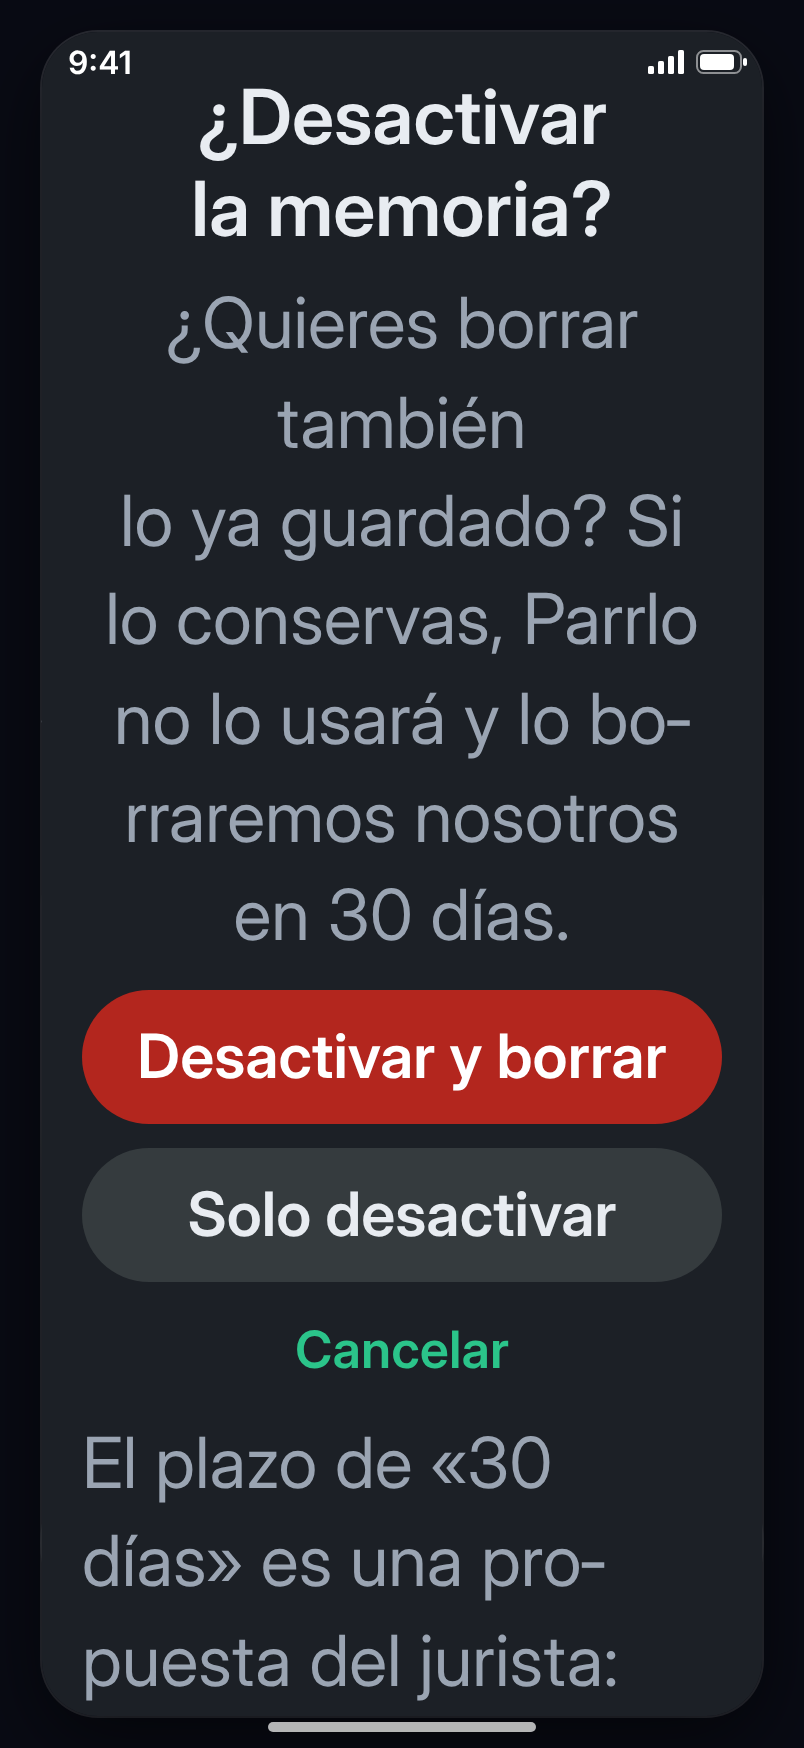 9:41
¿Desactivar
la memoria?
¿Quieres borrar
también
lo ya guardado? Si
lo conservas, Parrlo
no lo usará y lo bo-
rraremos nosotros
en 30 días.
Desactivar y borrar
Solo desactivar
Cancelar
El plazo de «30
días» es una pro-
puesta del jurista: